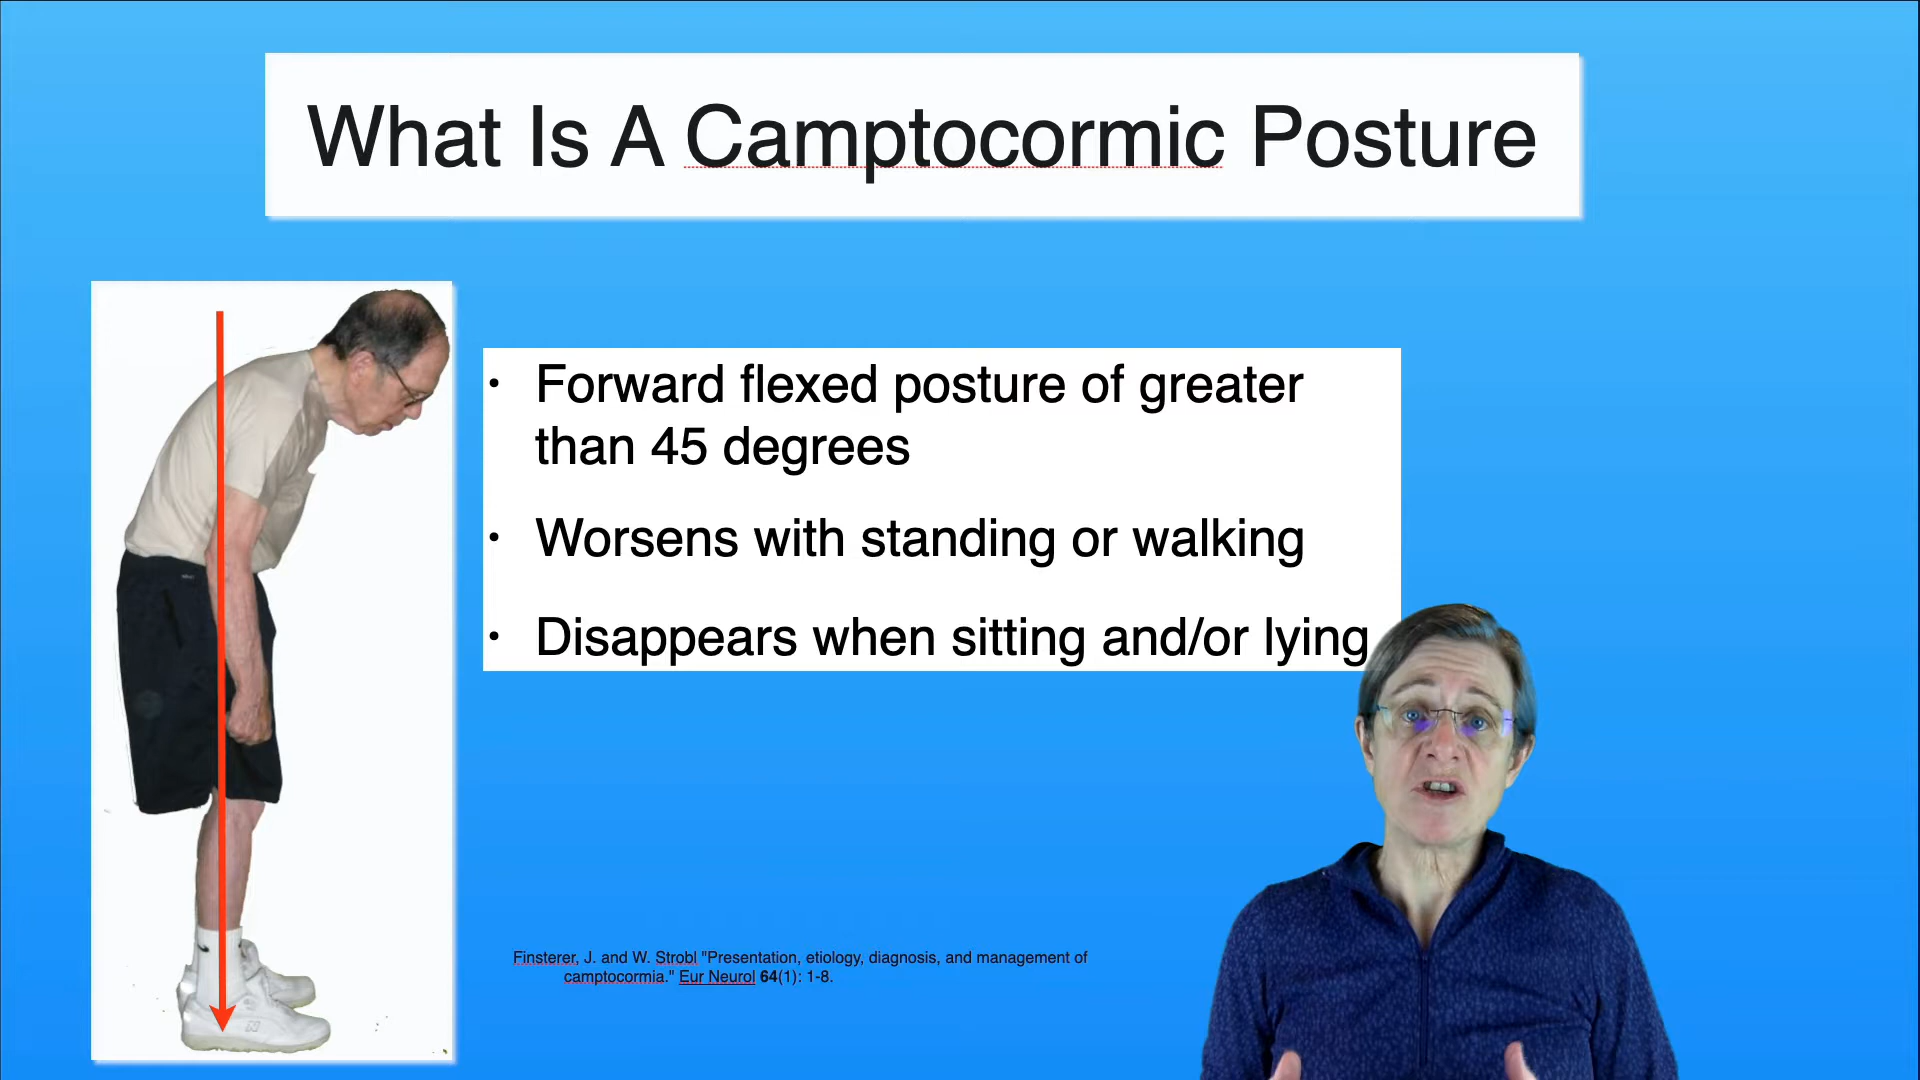 What Is A Camptocormic Posture
• Forward flexed posture of greater
than 45 degrees
• Worsens with standing or walking
• Disappears when sitting and/or lying
Finsterer, J. and W. Strobl "Presentation, etiology, diagnosis, and management of
camptocormia." Eur Neurol 64(1): 1-8.
N